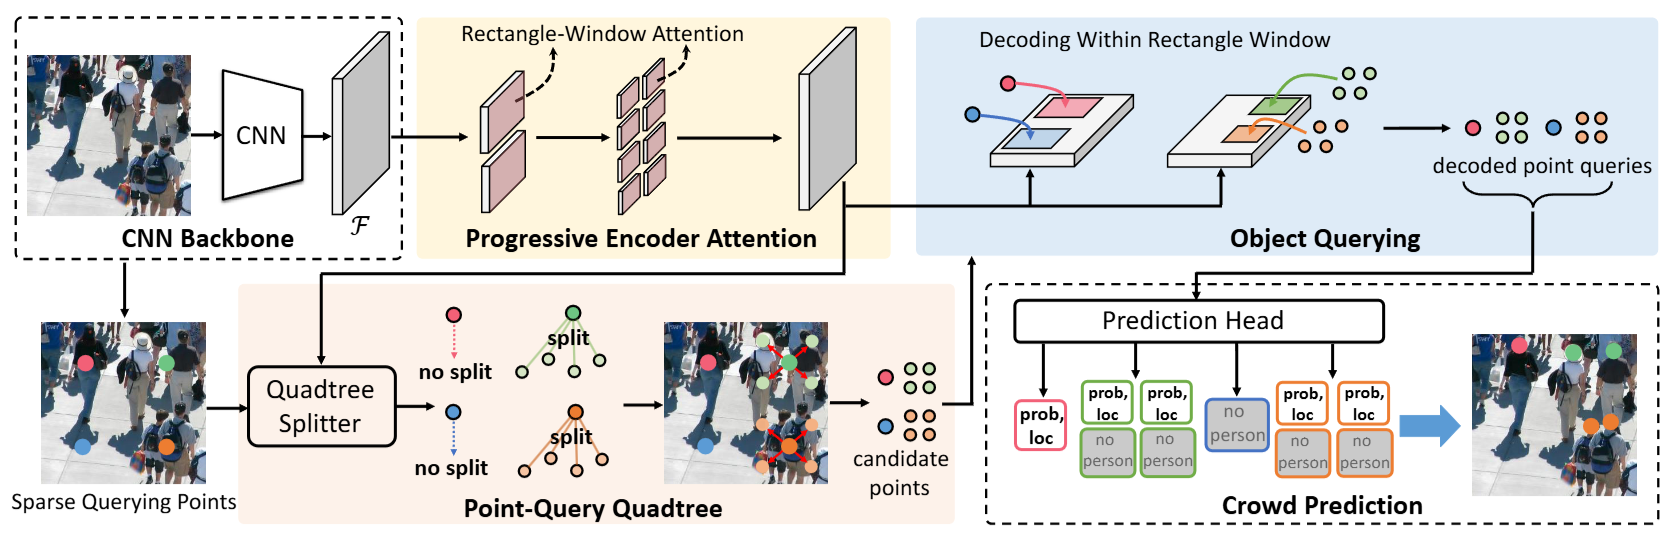 Rectangle-Window Attention
CNN
ℱ
CNN Backbone
Progressive Encoder Attention
Decoding Within Rectangle Window
decoded point queries
Object Querying
Sparse Querying Points
Quadtree
Splitter
no split
split
no split
split
candidate
points
Point-Query Quadtree
Prediction Head
prob,
loc
prob,
loc
prob,
loc
no
person
no
person
no
person
prob,
loc
prob,
loc
no
person
no
person
Crowd Prediction